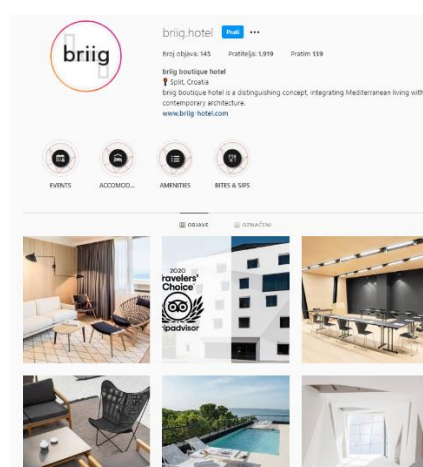 briig
briig.hotel Prati •••
Broj objava: 145 Pratitelja: 1,919 Pratim 139
briig boutique hotel
Split, Croatia
briig boutique hotel is a distinguishing concept, integrating Mediterranean living with
contemporary architecture.
www.briig-hotel.com
EVENTS ACCOMOD... AMENITIES BITES & SIPS
OBJAVE OZNAČENI
2020
ravelers'
Choice
ripadvisor